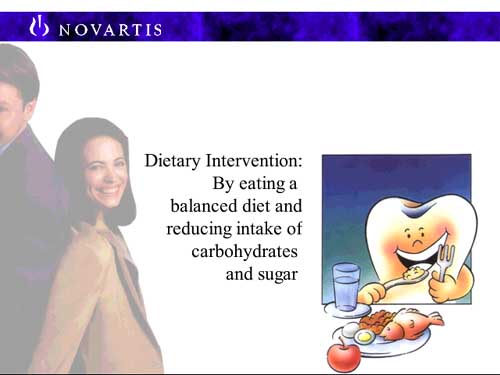 NOVARTIS
Dietary Intervention:
By eating a
balanced diet and
reducing intake of
carbohydrates
and sugar